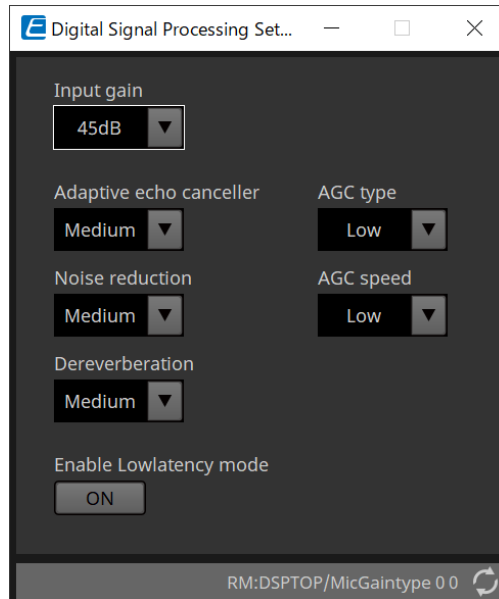 Digital Signal Processing Set...
Input gain
45dB
Adaptive echo canceller AGC type
Medium Low
Noise reduction AGC speed
Medium Low
Dereverberation
Medium
Enable Lowlatency mode
ON
RM:DSPTOP/MicGaintype 0 0